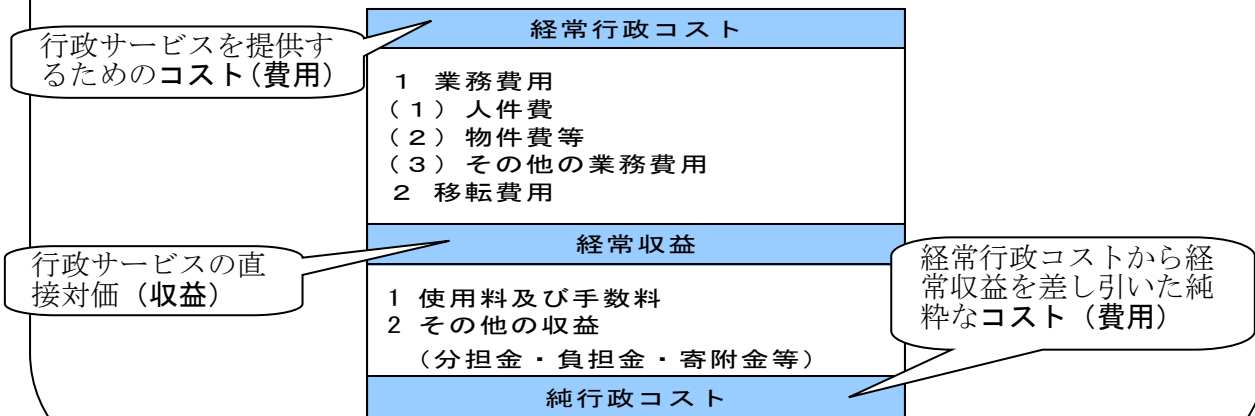 経常行政コスト
行政サービスを提供す
るためのコスト（費用）
1 業務費用
（1）人件費
（2）物件費等
（3）その他の業務費用
2 移転費用
経常収益
行政サービスの直
接対価（収益）
1 使用料及び手数料
2 その他の収益
（分担金・負担金・寄附金等）
経常行政コストから経
常収益を差し引いた純
粋なコスト（費用）
純行政コスト